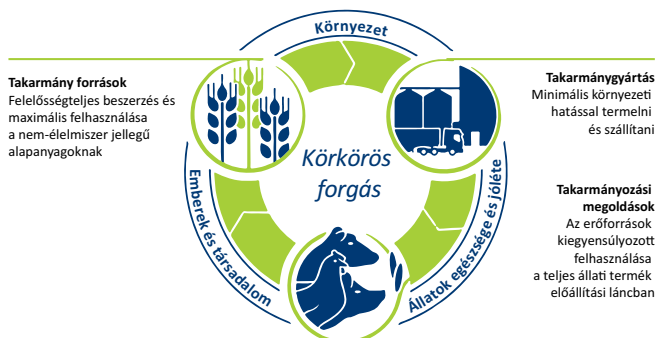 Környezet
Takarmány források
Felelősségteljes beszerzés és
maximális felhasználása
a nem-élelmiszer jellegű
alapanyagoknak
Takarmánygyártás
Minimális környezeti
hatással termelni
és szállítani
Körkörös
forgás
Emberek és társadalom
Állatok egészsége és jóléte
Takarmányozási
megoldások
Az erőforrások
kiegyensúlyozott
felhasználása
a teljes állati termék
előállítási láncban